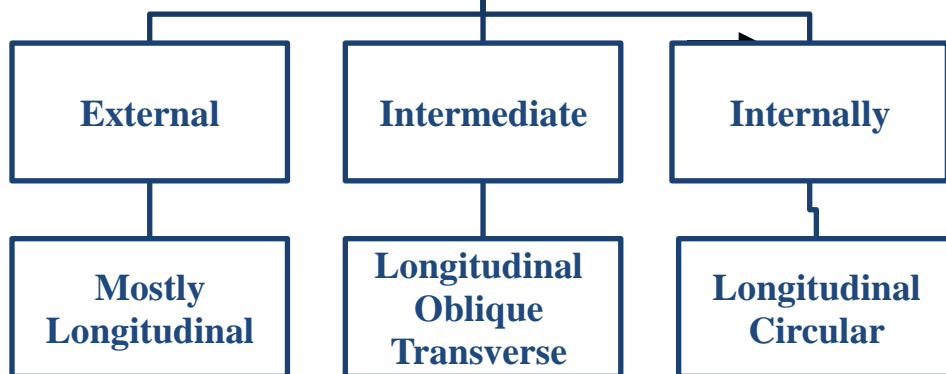 External
Intermediate
Internally
Mostly
Longitudinal
Longitudinal
Oblique
Transverse
Longitudinal
Circular